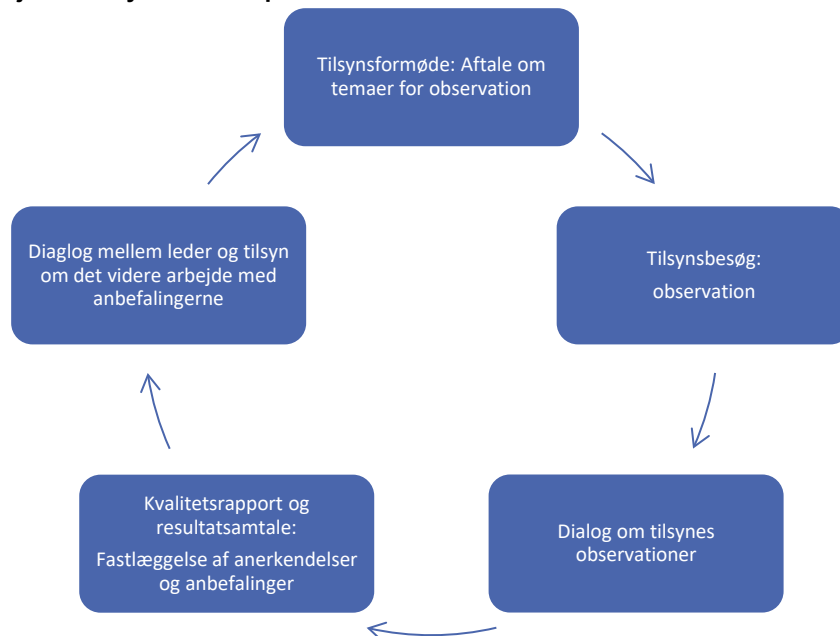 Tilsynsformøde: Aftale om
temaer for observation
Tilsynsbesøg:
observation
Dialog om tilsynes
observationer
Kvalitetsrapport og
resultatsamtale:
Fastlæggelse af anerkendelser
og anbefalinger
Diaglog mellem leder og tilsyn
om det videre arbejde med
anbefalingerne